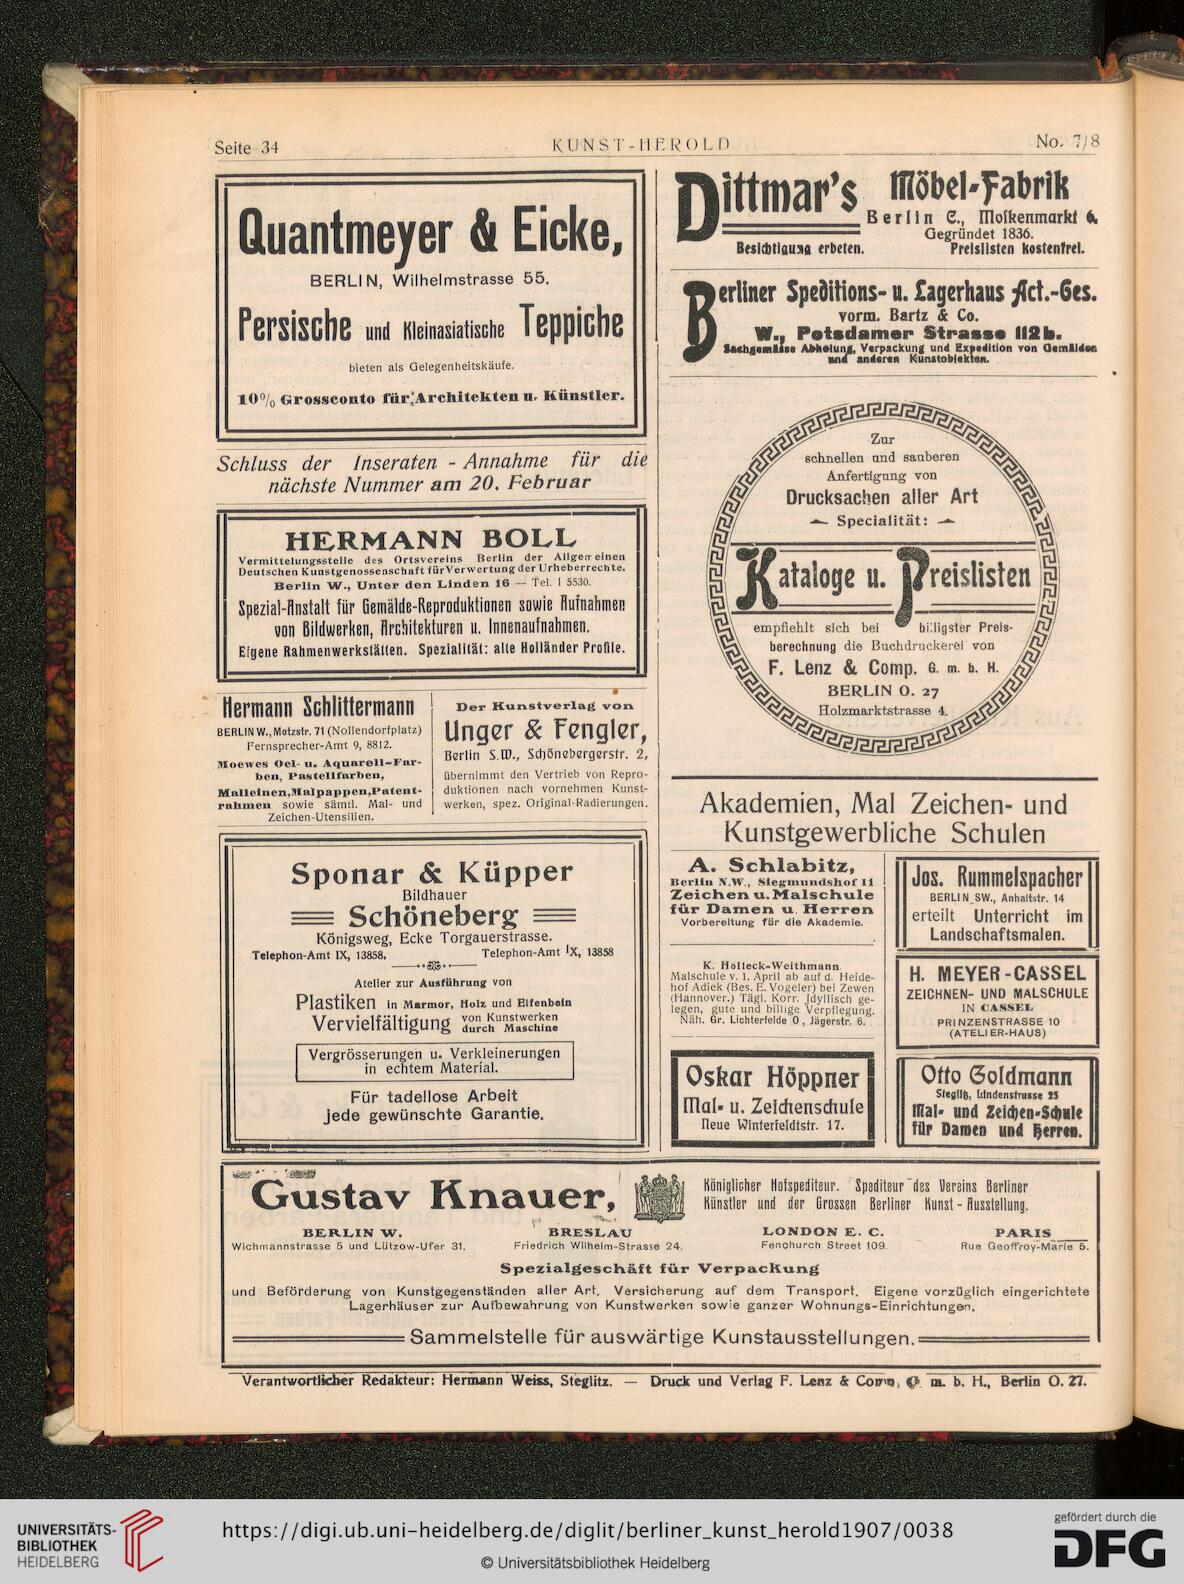 Seite 34
KUNST-HEROLD
No. 7/8
Quantmeyer & Eicke,
BERLIN, Wilhelmstrasse 55.
Persische und Kleinasiatische Teppiche
bieten als Gelegenheitskäufe.
10% Grossconto für Architekten u. Künstler.
Schluss der Inseraten - Annahme für die
nächste Nummer am 20. Februar
HERMANN BOLL
Vermittelungsstelle des Ortsvereins Berlin der Allgemeinen
Deutschen Kunstgenossenschaft für Verwertung der Urheberrechte.
Berlin W., Unter den Linden 16 — Tel. I 5530.
Spezial-Anstalt für Gemälde-Reproduktionen sowie Aufnahmen
von Bildwerken, Architekturen u. Innenaufnahmen.
Eigene Rahmenwerkstätten. Spezialität: alte Holländer Profile.
Hermann Schlittermann
BERLIN W., Motzstr. 71 (Nollendorfplatz)
Fernsprecher-Amt 9, 8812.
Moewes Oel- u. Aquarell-Far-
ben, Pastellfarben,
Malleinen, Malpappen, Patent-
rahmen sowie sämtl. Mal- und
Zeichen-Utensilien.
Der Kunstverlag von
Unger & Fengler,
Berlin S.W., Schönebergerstr. 2,
übernimmt den Vertrieb von Repro-
duktionen nach vornehmen Kunst-
werken, spez. Original-Radierungen.
Sponar & Küpper
Bildhauer
Schöneberg
Königsweg, Ecke Torgauerstrasse.
Telephon-Amt IX, 13858. Telephon-Amt IX, 13858
Atelier zur Ausführung von
Plastiken in Marmor, Holz und Elfenbein
Vervielfältigung von Kunstwerken
durch Maschine
Vergrösserungen u. Verkleinerungen
in echtem Material.
Für tadellose Arbeit
jede gewünschte Garantie.
Dittmar's Möbel-Fabrik
Berlin C., Molkenmarkt 6.
Gegründet 1836.
Besichtigung erbeten. Preislisten kostenfrei.
Berliner Speditions- u. Lagerhaus Act.-Ges.
vorm. Bartz & Co.
W., Potsdamer Strasse 112b.
Sachgemässe Abholung, Verpackung und Expedition von Gemälden
und anderen Kunstobjekten.
Zur
schnellen und sauberen
Anfertigung von
Drucksachen aller Art
Specialität:
Kataloge u. Preislisten
empfiehlt sich bei billigster Preis-
berechnung die Buchdruckerei von
F. Lenz & Comp. G. m. b. H.
BERLIN O. 27
Holzmarktstrasse 4.
Akademien, Mal Zeichen- und
Kunstgewerbliche Schulen
A. Schlabitz,
Berlin N.W., Siegmundshof 11
Zeichen u. Malschule
für Damen u. Herren
Vorbereitung für die Akademie.
K. Holleck-Weithmann
Malschule v. 1. April ab auf d. Heide-
hof Adiek (Bes. E. Vogeler) bei Zewen
(Hannover.) Tägl. Korr. Idyllisch ge-
legen, gute und billige Verpflegung.
Näh. Gr. Lichterfelde O, Jägerstr. 6.
Oskar Höppner
Mal- u. Zeichenschule
Neue Winterfeldtstr. 17.
Jos. Rummelspacher
BERLIN SW., Anhaltstr. 14
erteilt Unterricht im
Landschaftsmalen.
H. MEYER-CASSEL
ZEICHNEN- UND MALSCHULE
IN CASSEL
PRINZENSTRASSE 10
(ATELIER-HAUS)
Otto Goldmann
Steglitz, Lindenstrasse 25
Mal- und Zeichen-Schule
für Damen und Herren.
Gustav Knauer,
Königlicher Hofspediteur. Spediteur des Vereins Berliner
Künstler und der Grossen Berliner Kunst - Ausstellung.
BERLIN W. BRESLAU LONDON E. C. PARIS
Wichmannstrasse 5 und Lützow-Ufer 31. Friedrich Wilhelm-Strasse 24. Fenchurch Street 109. Rue Geoffroy-Marie 5.
Spezialgeschäft für Verpackung
und Beförderung von Kunstgegenständen aller Art. Versicherung auf dem Transport. Eigene vorzüglich eingerichtete
Lagerhäuser zur Aufbewahrung von Kunstwerken sowie ganzer Wohnungs-Einrichtungen.
Sammelstelle für auswärtige Kunstausstellungen.
Verantwortlicher Redakteur: Hermann Weiss, Steglitz. — Druck und Verlag F. Lenz & Comp, G. m. b. H., Berlin O. 27.
UNIVERSITÄTS-
BIBLIOTHEK
HEIDELBERG
https://digi.ub.uni-heidelberg.de/diglit/berliner_kunst_herold1907/0038
© Universitätsbibliothek Heidelberg
gefördert durch die
DFG